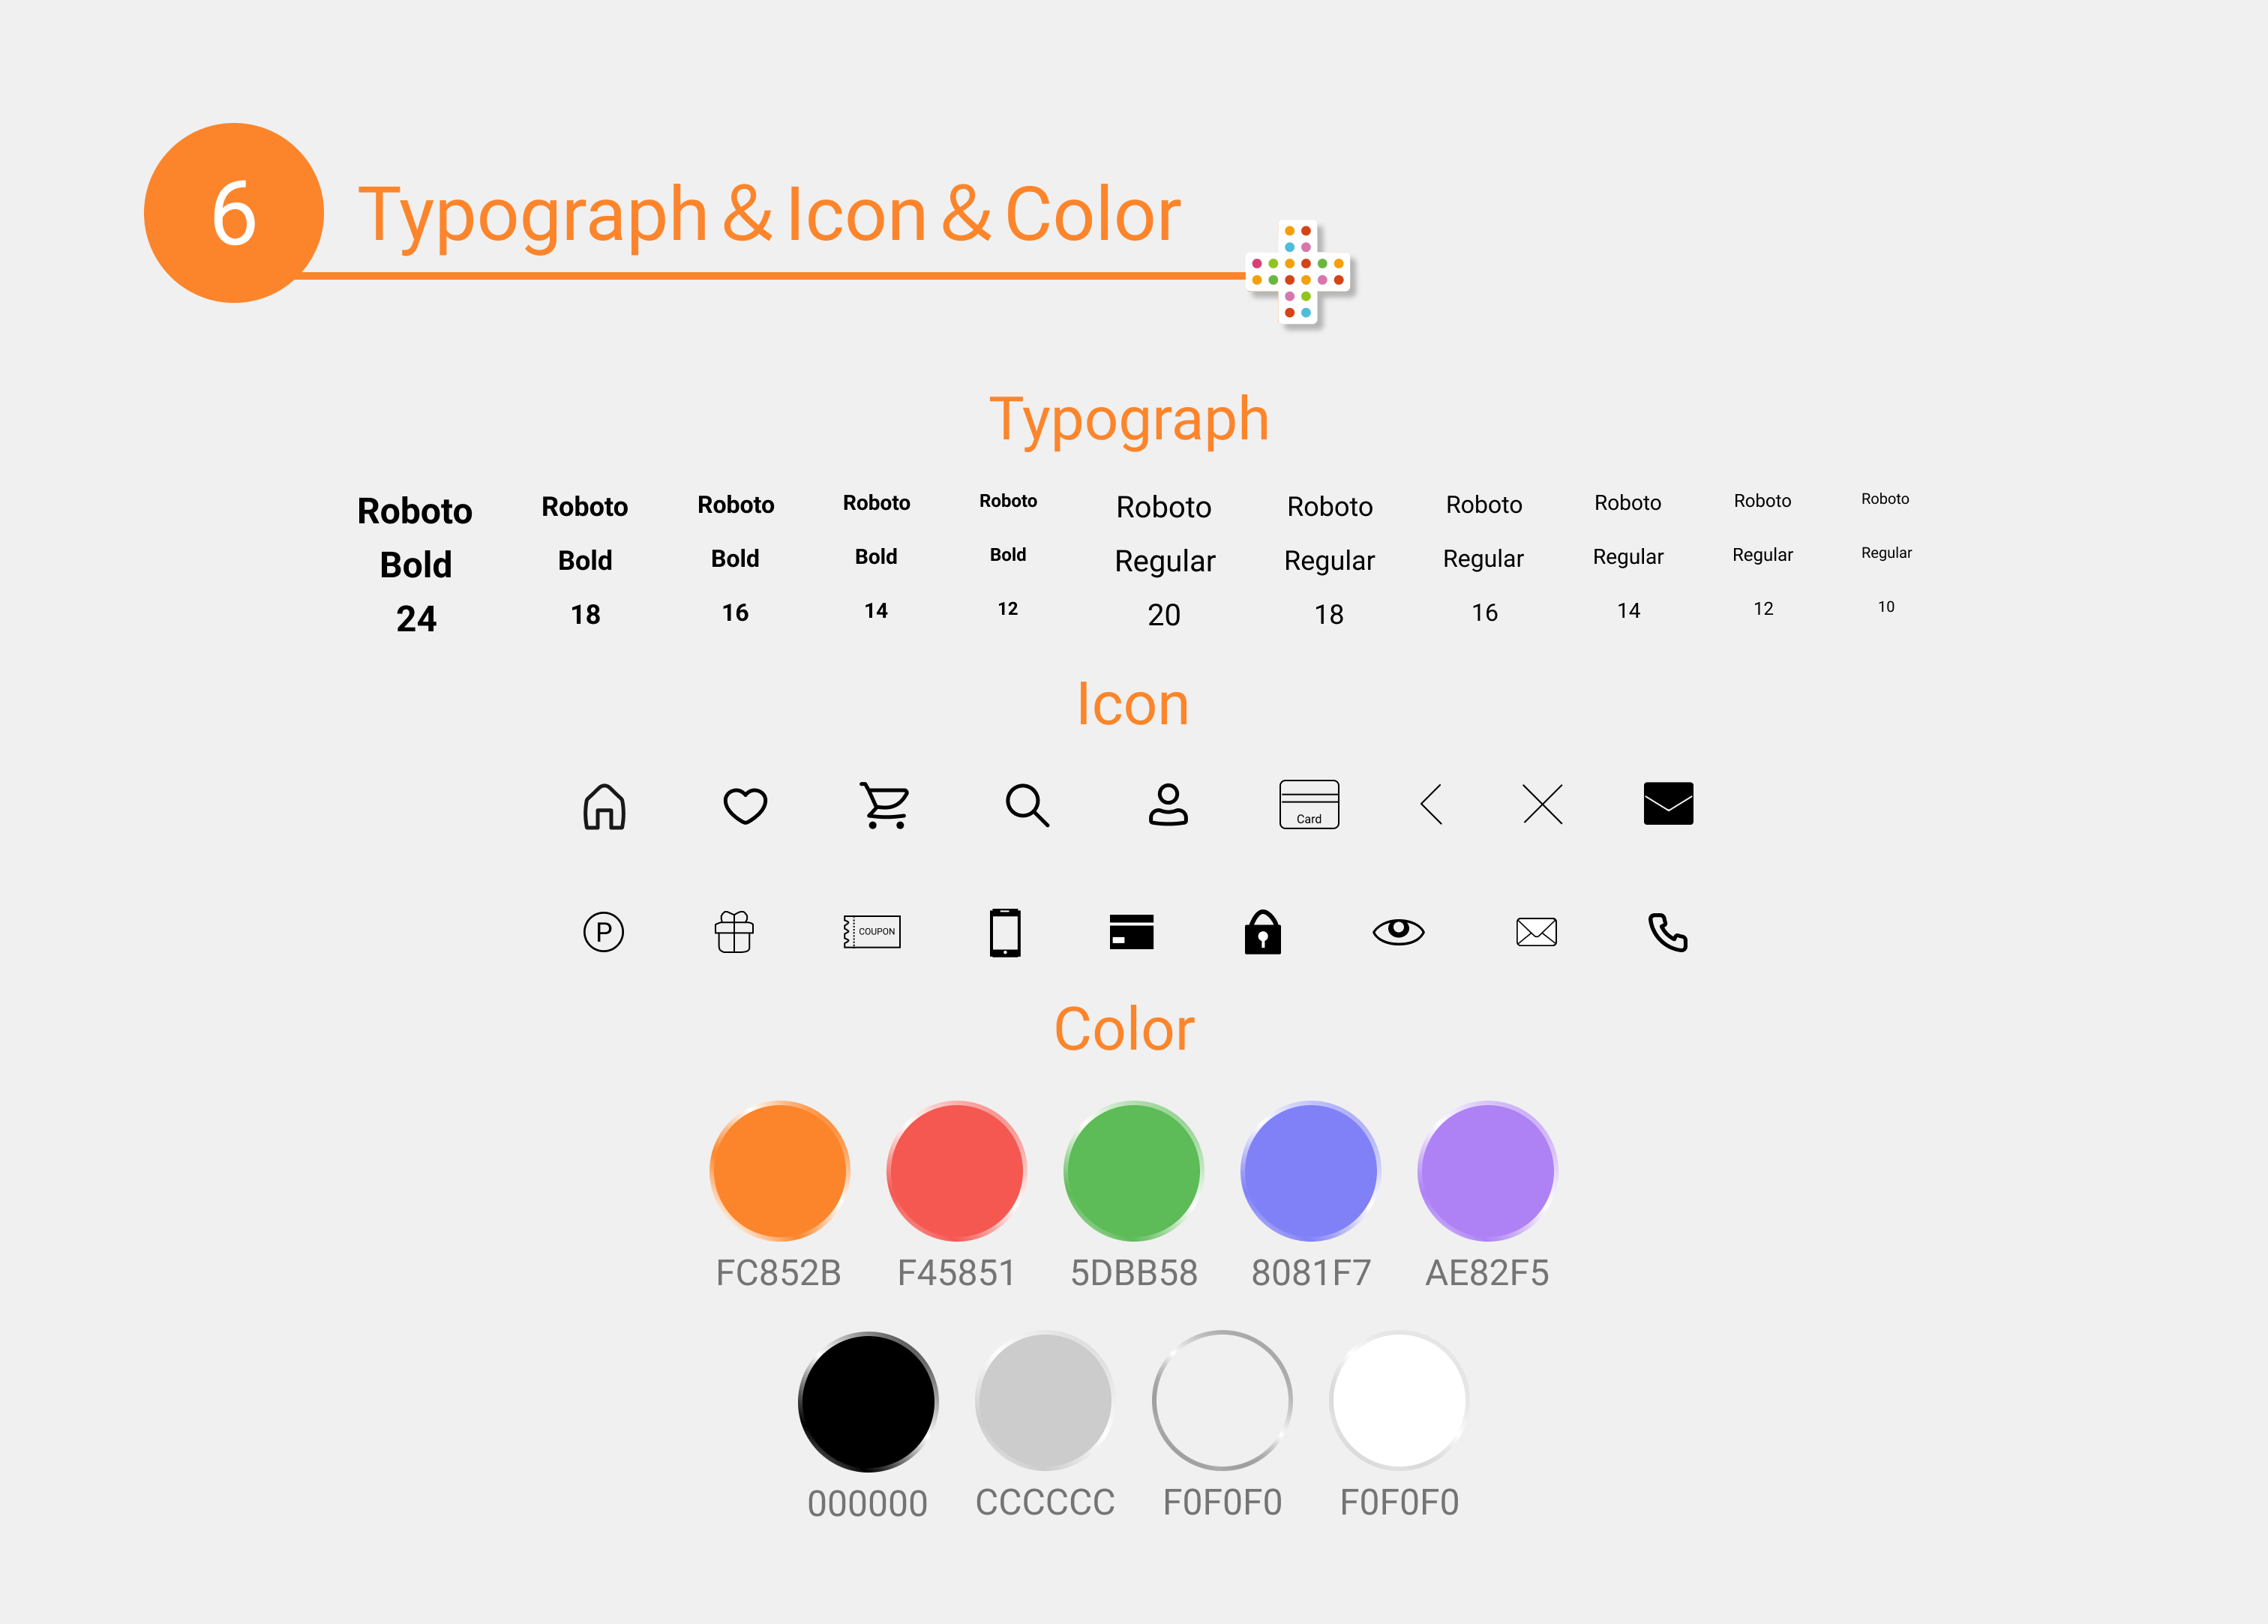 6
Typograph & Icon & Color
Typograph
Roboto Roboto Roboto Roboto Roboto Roboto Roboto Roboto Roboto Roboto Roboto
Bold Bold Bold Bold Bold Regular Regular Regular Regular Regular Regular
24 18 16 14 12 20 18 16 14 12 10
Icon
Card
P COUPON
Color
FC852B F45851 5DBB58 8081F7 AE82F5
000000 CCCCCC F0F0F0 F0F0F0